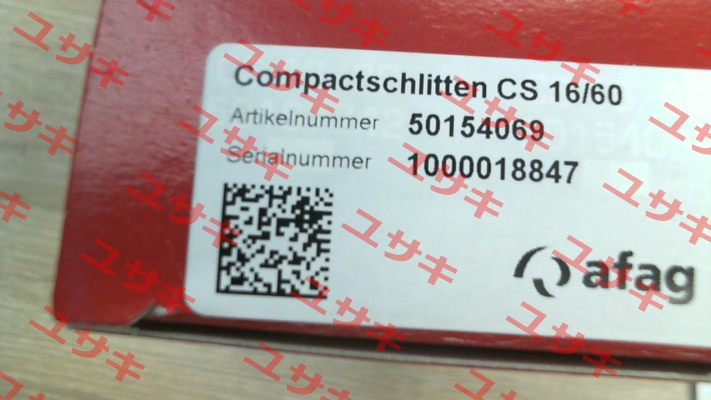 Compactschlitten CS 16/60
Artikelnummer 50154069
Serialnummer 1000018847
afag
ユサキ